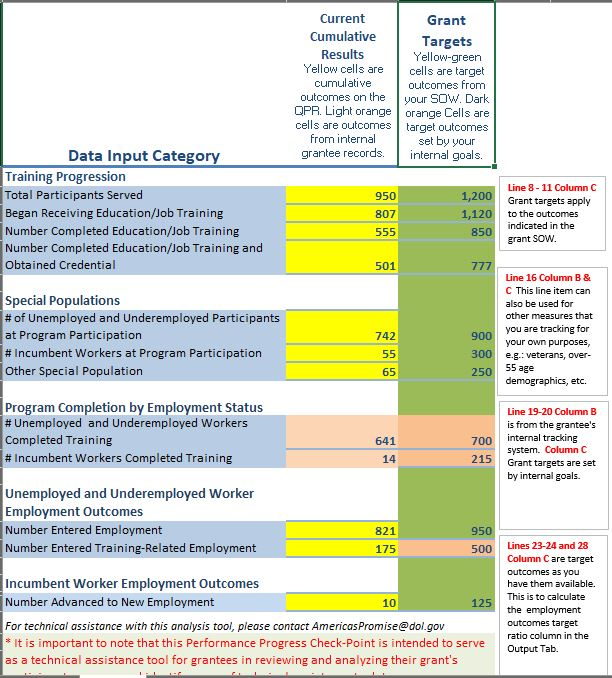 Current
Cumulative
Results
Yellow cells are
cumulative
outcomes on the
QPR. Light orange
cells are outcomes
from internal
grantee records.
Grant
Targets
Yellow-green
cells are target
outcomes from
your SOW. Dark
orange Cells are
target outcomes
set by your
internal goals.
Data Input Category
Training Progression
Total Participants Served 950 1,200
Began Receiving Education/Job Training 807 1,120
Number Completed Education/Job Training 555 850
Number Completed Education/Job Training and
Obtained Credential 501 777
Special Populations
# of Unemployed and Underemployed Participants
at Program Participation 742 900
# Incumbent Workers at Program Participation 55 300
Other Special Population 65 250
Program Completion by Employment Status
# Unemployed and Underemployed Workers
Completed Training 641 700
# Incumbent Workers Completed Training 14 215
Unemployed and Underemployed Worker
Employment Outcomes
Number Entered Employment 821 950
Number Entered Training-Related Employment 175 500
Incumbent Worker Employment Outcomes
Number Advanced to New Employment 10 125
For technical assistance with this analysis tool, please contact AmericasPromise@dol.gov
* It is important to note that this Performance Progress Check-Point is intended to serve
as a technical assistance tool for grantees in reviewing and analyzing their grant's
Line 8 - 11 Column C
Grant targets apply
to the outcomes
indicated in the
grant SOW.
Line 16 Column B &
C This line item can
also be used for
other measures that
you are tracking for
your own purposes,
e.g.: veterans, over-
55 age
demographics, etc.
Line 19-20 Column B
is from the grantee's
internal tracking
system. Column C
Grant targets are set
by internal goals.
Lines 23-24 and 28
Column C are target
outcomes as you
have them available.
This is to calculate
the employment
outcomes target
ratio column in the
Output Tab.